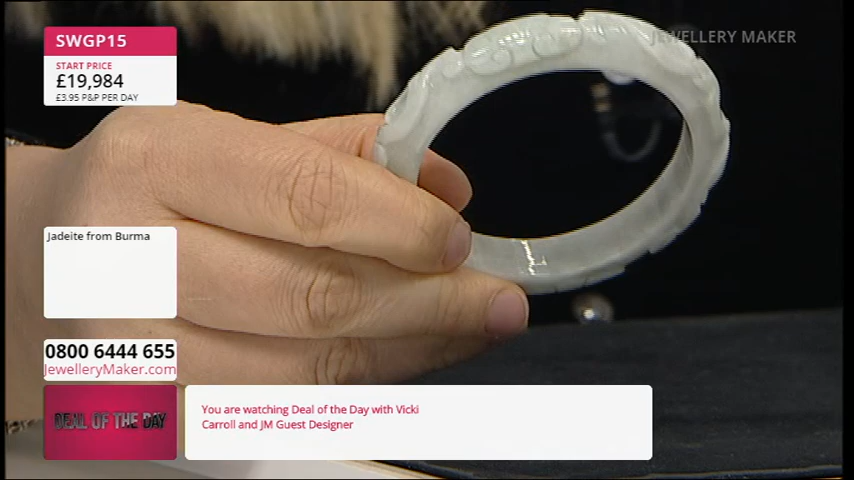 SWGP15
START PRICE
£19,984
£3.95 P&P PER DAY
JEWELLERY MAKER
Jadeite from Burma
0800 6444 655
JewelleryMaker.com
DEAL OF THE DAY
You are watching Deal of the Day with Vicki
Carroll and JM Guest Designer